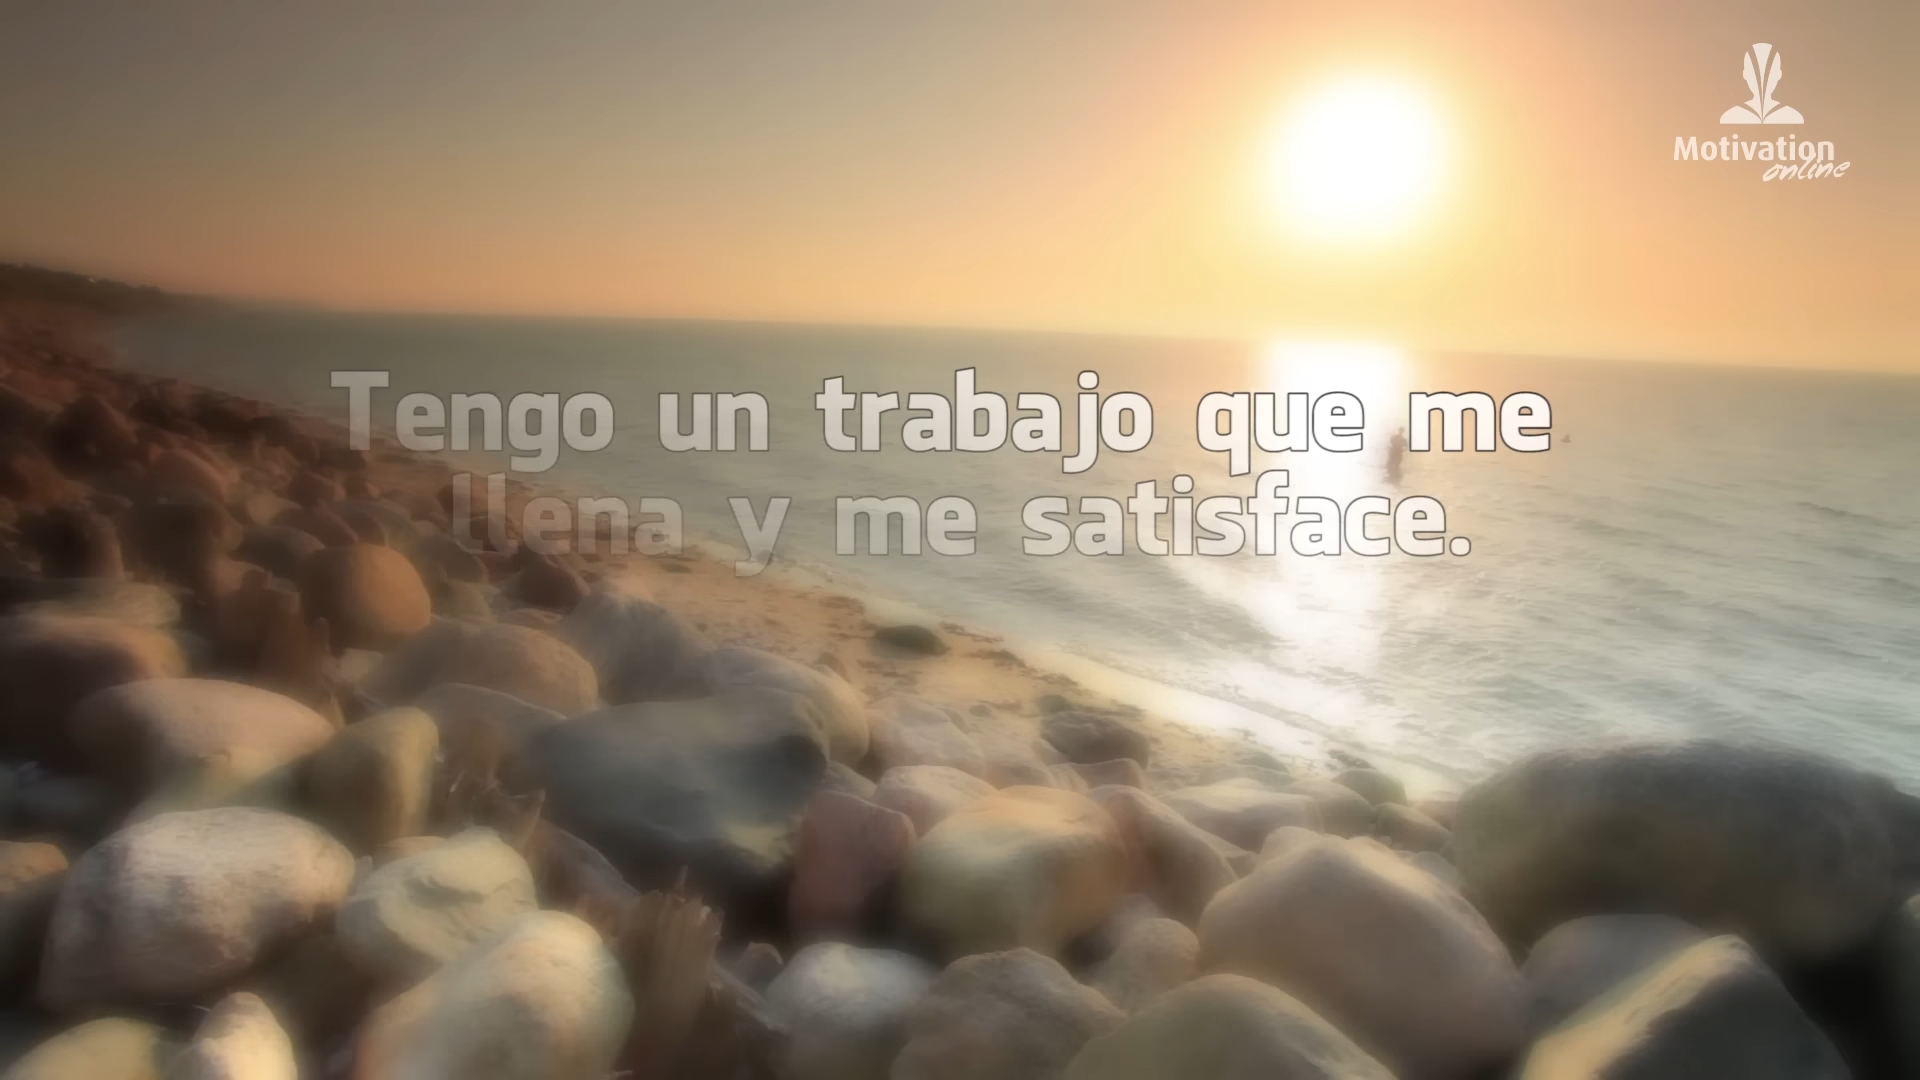 Motivation
online
Tengo un trabajo que me
llena y me satisface.